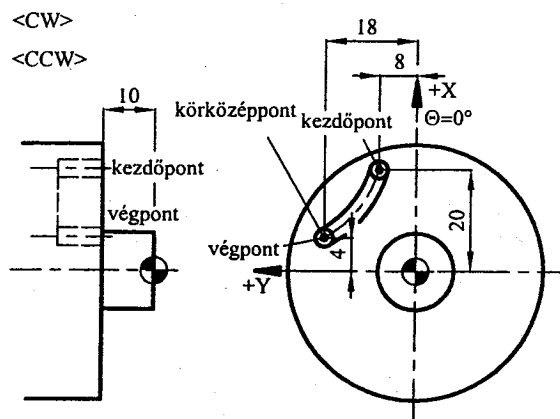 <CW>
<CCW>
18
8
+X
10
körközéppont
kezdőpont
Θ=0°
kezdőpont
végpont
végpont
4
20
+Y